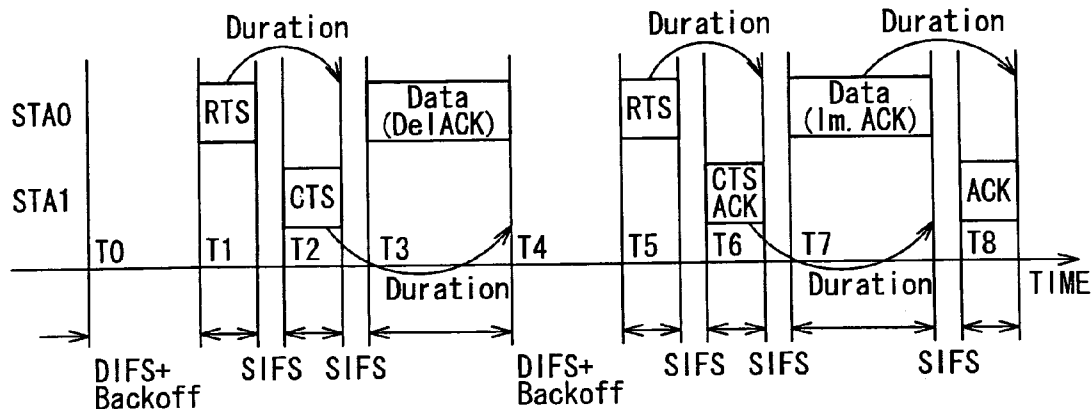 Duration Duration Duration
STA0 RTS Data (DelACK) RTS Data (Im. ACK)
STA1 CTS CTS ACK ACK
T0 T1 T2 T3 T4 T5 T6 T7 T8
Duration Duration TIME
DIFS+ Backoff SIFS SIFS DIFS+ Backoff SIFS SIFS SIFS